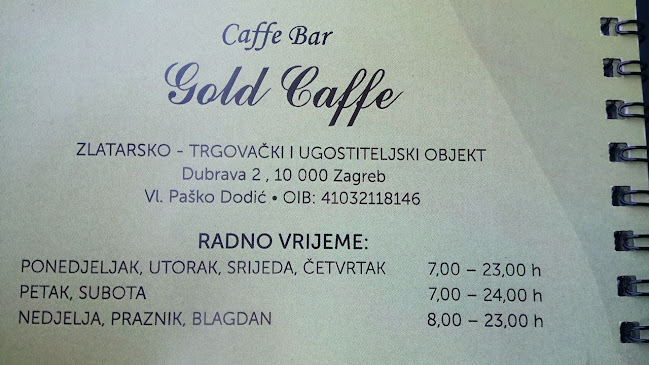 Caffe Bar
Gold Caffe
ZLATARSKO - TRGOVAČKI I UGOSTITELJSKI OBJEKT
Dubrava 2 , 10 000 Zagreb
Vl. Paško Dodić • OIB: 41032118146
RADNO VRIJEME:
PONEDJELJAK, UTORAK, SRIJEDA, ČETVRTAK 7,00 – 23,00 h
PETAK, SUBOTA 7,00 – 24,00 h
NEDJELJA, PRAZNIK, BLAGDAN 8,00 – 23,00 h